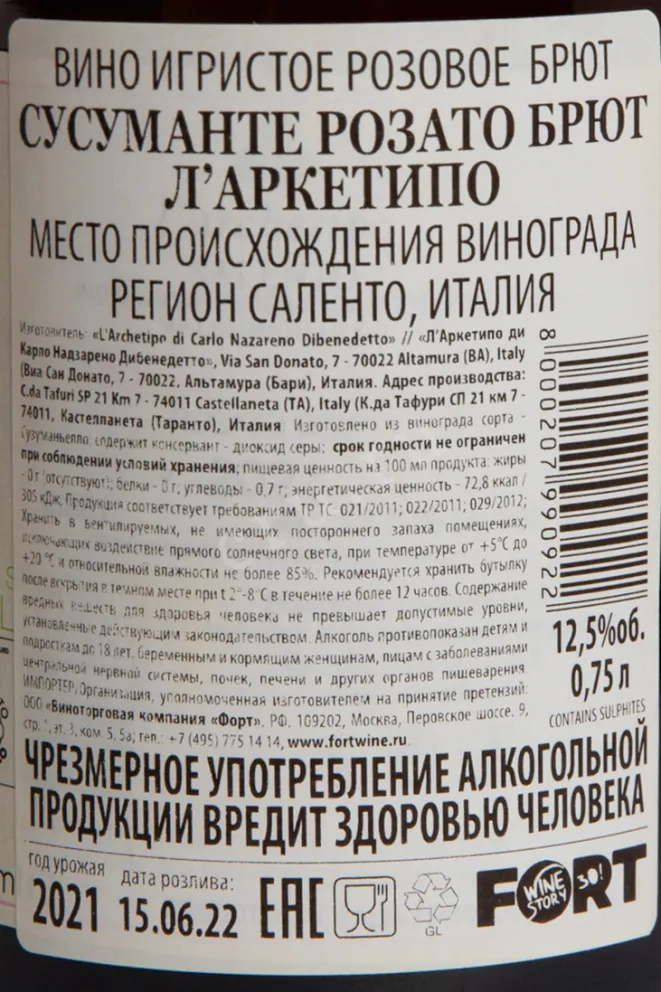 ВИНО ИГРИСТОЕ РОЗОВОЕ БРЮТ
СУСУМАНТЕ РОЗАТО БРЮТ
Л’АРКЕТИПО
МЕСТО ПРОИСХОЖДЕНИЯ ВИНОГРАДА
РЕГИОН САЛЕНТО, ИТАЛИЯ
Изготовитель: «L'Archetipo di Carlo Nazareno Dibenedetto» // «Л'Аркетипо ди
Карло Надзарено Дибенедетто», Via San Donato, 7 - 70022 Altamura (BA), Italy
(Виа Сан Донато, 7 - 70022, Альтамура (Бари), Италия. Адрес производства:
C.da Tafuri SP 21 Km 7 - 74011 Castellaneta (TA), Italy (К.да Тафури СП 21 км 7 -
74011, Кастелланета (Таранто), Италия Изготовлено из винограда сорта -
Сузуманьелло; содержит консервант - диоксид серы; срок годности не ограничен
при соблюдении условий хранения; пищевая ценность на 100 мл продукта: жиры
- 0 г (отсутствуют); белки - 0 г; углеводы - 0,7 г; энергетическая ценность - 72,8 ккал /
305 кДж. Продукция соответствует требованиям ТР ТС 021/2011; 022/2011; 029/2012;
Хранить в вентилируемых, не имеющих постороннего запаха помещениях,
исключающих воздействие прямого солнечного света, при температуре от +5°C до
+20 °C и относительной влажности не более 85%. Рекомендуется хранить бутылку
после вскрытия в темном месте при t 2°-8°C в течение не более 12 часов. Содержание
вредных веществ для здоровья человека не превышает допустимые уровни,
установленные действующим законодательством. Алкоголь противопоказан детям и
подросткам до 18 лет, беременным и кормящим женщинам, лицам с заболеваниями
центральной нервной системы, почек, печени и других органов пищеварения.
ИМПОРТЕР, Организация, уполномоченная изготовителем на принятие претензий:
ООО «Виноторговая компания «Форт». РФ, 109202, Москва, Перовское шоссе, 9,
стр. 1, эт. 3, ком. 5, 5а; тел.: +7 (495) 775 14 14, www.fortwine.ru.
8 000207 990922
12,5%об.
0,75 л
CONTAINS SULPHITES
ЧРЕЗМЕРНОЕ УПОТРЕБЛЕНИЕ АЛКОГОЛЬНОЙ
ПРОДУКЦИИ ВРЕДИТ ЗДОРОВЬЮ ЧЕЛОВЕКА
год урожая
2021
дата розлива:
15.06.22
EAC
GL
FORT
WINE
STORY
30!